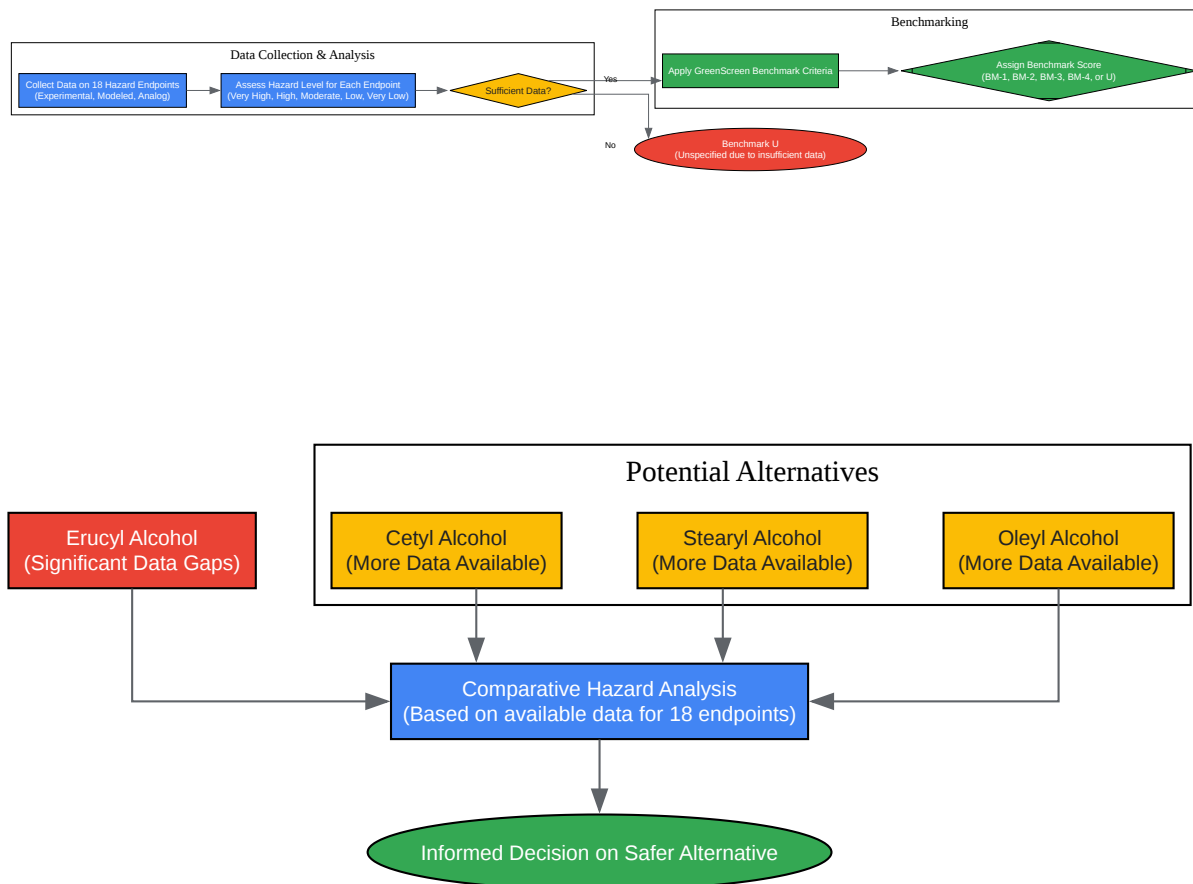 Benchmarking
Data Collection & Analysis
Collect Data on 18 Hazard Endpoints
(Experimental, Modeled, Analog)
Assess Hazard Level for Each Endpoint
(Very High, High, Moderate, Low, Very Low)
Sufficient Data?
Yes
Apply GreenScreen Benchmark Criteria
Assign Benchmark Score
(BM-1, BM-2, BM-3, BM-4, or U)
No
Benchmark U
(Unspecified due to insufficient data)
Potential Alternatives
Erucyl Alcohol
(Significant Data Gaps)
Cetyl Alcohol
(More Data Available)
Stearyl Alcohol
(More Data Available)
Oleyl Alcohol
(More Data Available)
Comparative Hazard Analysis
(Based on available data for 18 endpoints)
Informed Decision on Safer Alternative